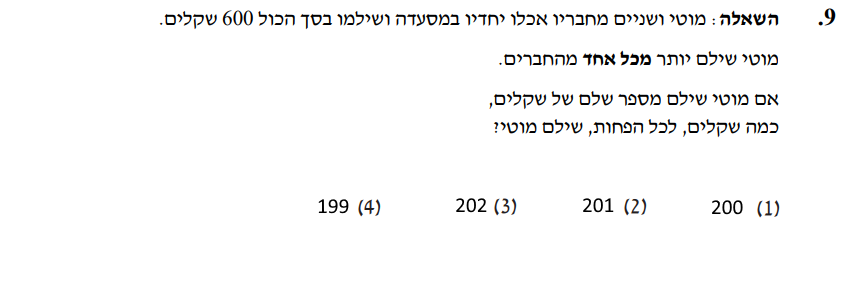 9. השאלה: מוטי ושניים מחבריו אכלו יחדיו במסעדה ושילמו בסך הכול 600 שקלים.
מוטי שילם יותר מכל אחד מהחברים.
אם מוטי שילם מספר שלם של שקלים,
כמה שקלים, לכל הפחות, שילם מוטי?
(1) 200 (2) 201 (3) 202 (4) 199